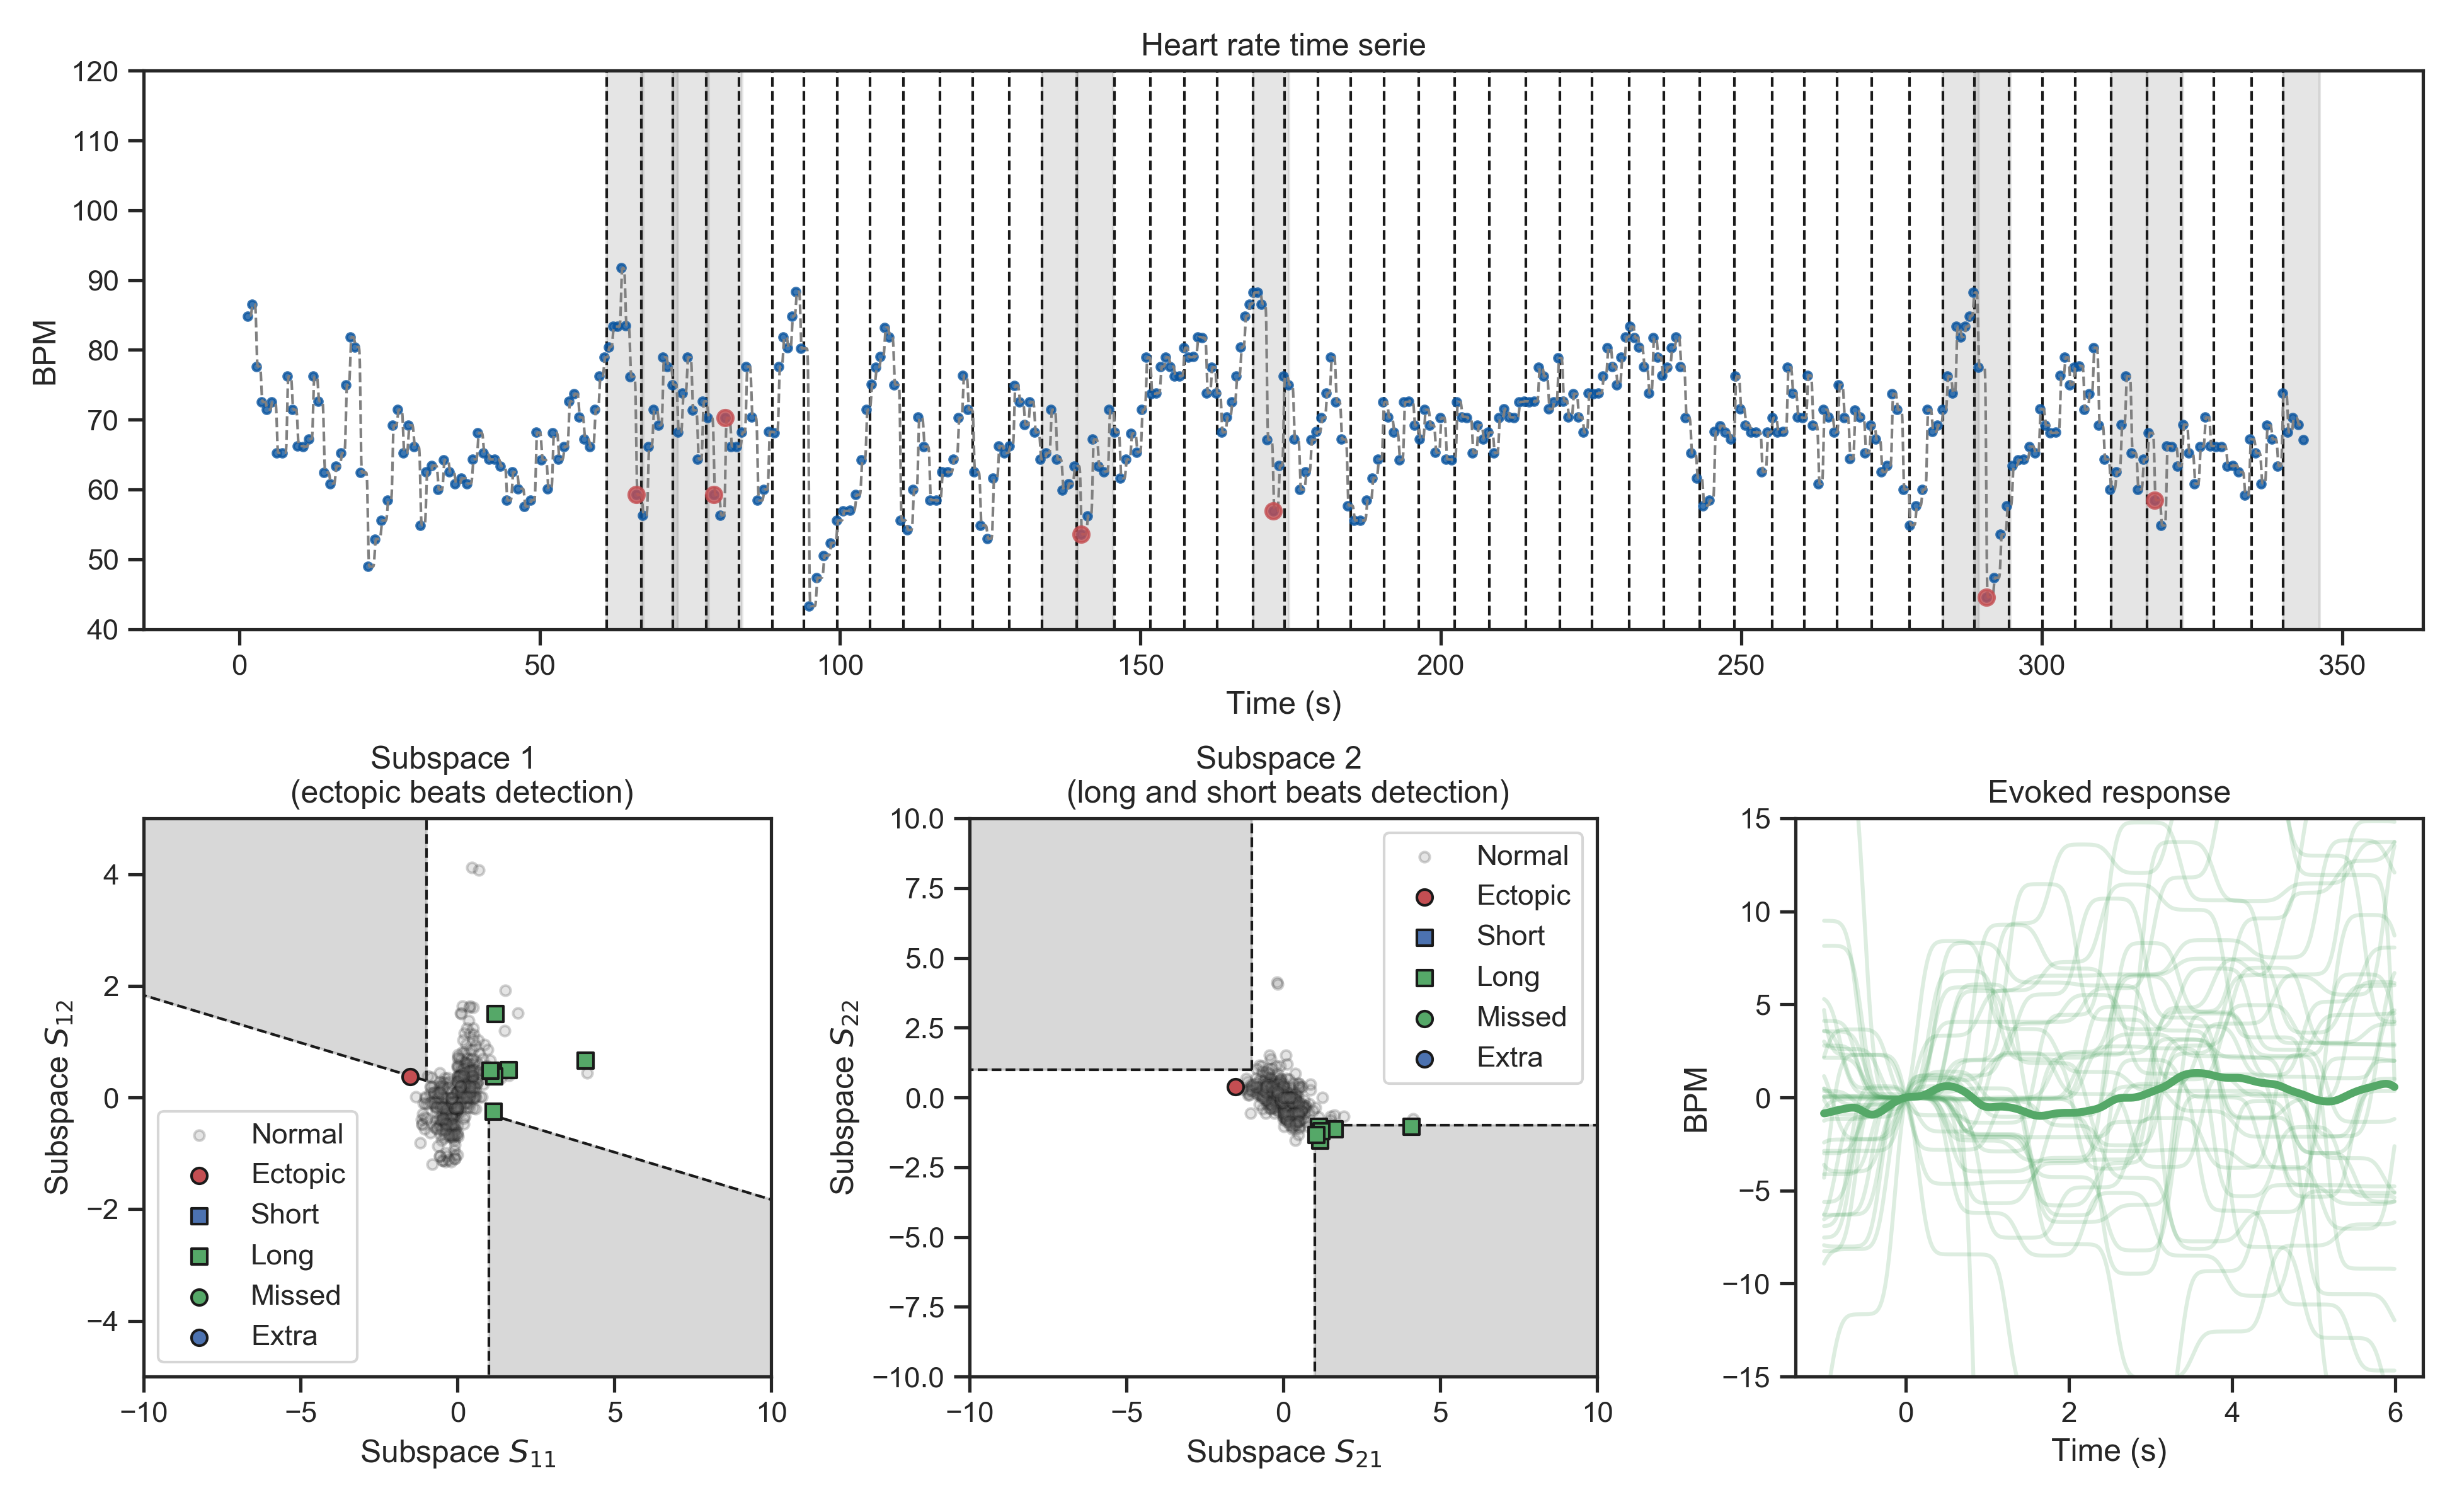 Heart rate time serie
120
110
100
90
80
70
60
50
40
BPM
0 50 100 150 200 250 300 350
Time (s)
Subspace 1
(ectopic beats detection)
4
2
0
−2
−4
Subspace S12
Normal
Ectopic
Short
Long
Missed
Extra
−10 −5 0 5 10
Subspace S11
Subspace 2
(long and short beats detection)
10.0
7.5
5.0
2.5
0.0
−2.5
−5.0
−7.5
−10.0
Subspace S22
Normal
Ectopic
Short
Long
Missed
Extra
−10 −5 0 5 10
Subspace S21
Evoked response
15
10
5
0
−5
−10
−15
BPM
0 2 4 6
Time (s)